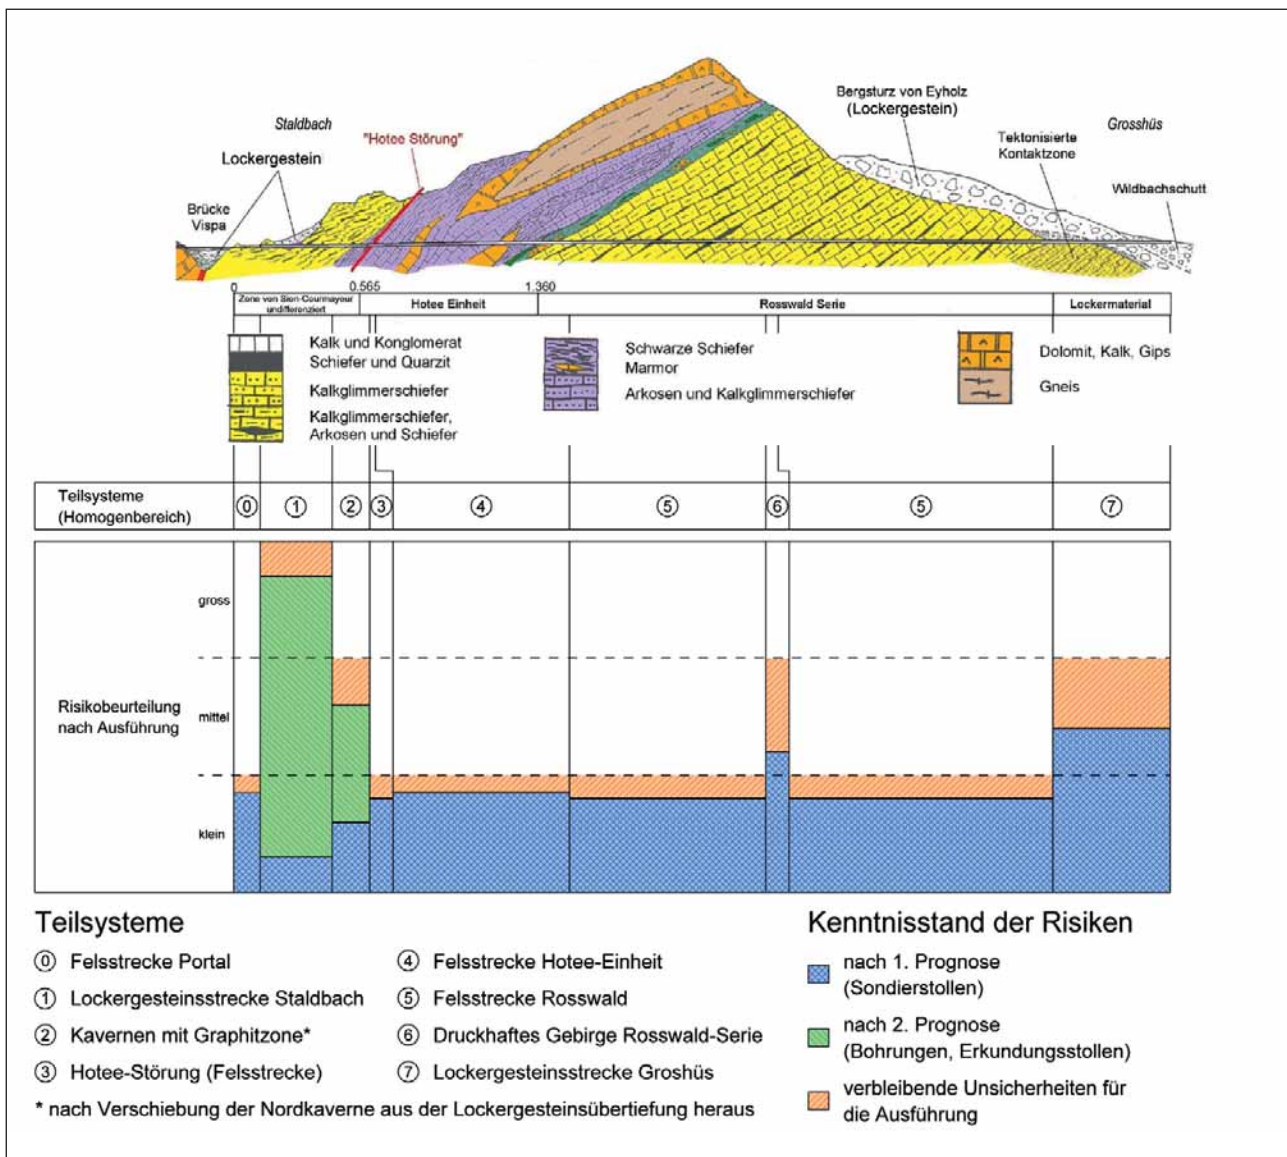 Bergsturz von Eyholz
(Lockergestein)
Staldbach
"Hotee Störung"
Grosshüs
Tektonisierte
Kontaktzone
Lockergestein
Wildbachschutt
Brücke
Vispa
0
0.565
1.360
Zone von Sion-Courmayeur
undifferenziert
Hotee Einheit
Rosswald Serie
Lockermaterial
Kalk und Konglomerat
Schiefer und Quarzit
Kalkglimmerschiefer
Kalkglimmerschiefer,
Arkosen und Schiefer
Schwarze Schiefer
Marmor
Arkosen und Kalkglimmerschiefer
Dolomit, Kalk, Gips
Gneis
Teilsysteme
(Homogenbereich)
0 1 2 3 4 5 6 5 7
gross
Risikobeurteilung
nach Ausführung
mittel
klein
Teilsysteme
0 Felsstrecke Portal
1 Lockergesteinsstrecke Staldbach
2 Kavernen mit Graphitzone*
3 Hotee-Störung (Felsstrecke)
4 Felsstrecke Hotee-Einheit
5 Felsstrecke Rosswald
6 Druckhaftes Gebirge Rosswald-Serie
7 Lockergesteinsstrecke Groshüs
* nach Verschiebung der Nordkaverne aus der Lockergesteinsübertiefung heraus
Kenntnisstand der Risiken
nach 1. Prognose
(Sondierstollen)
nach 2. Prognose
(Bohrungen, Erkundungsstollen)
verbleibende Unsicherheiten für
die Ausführung